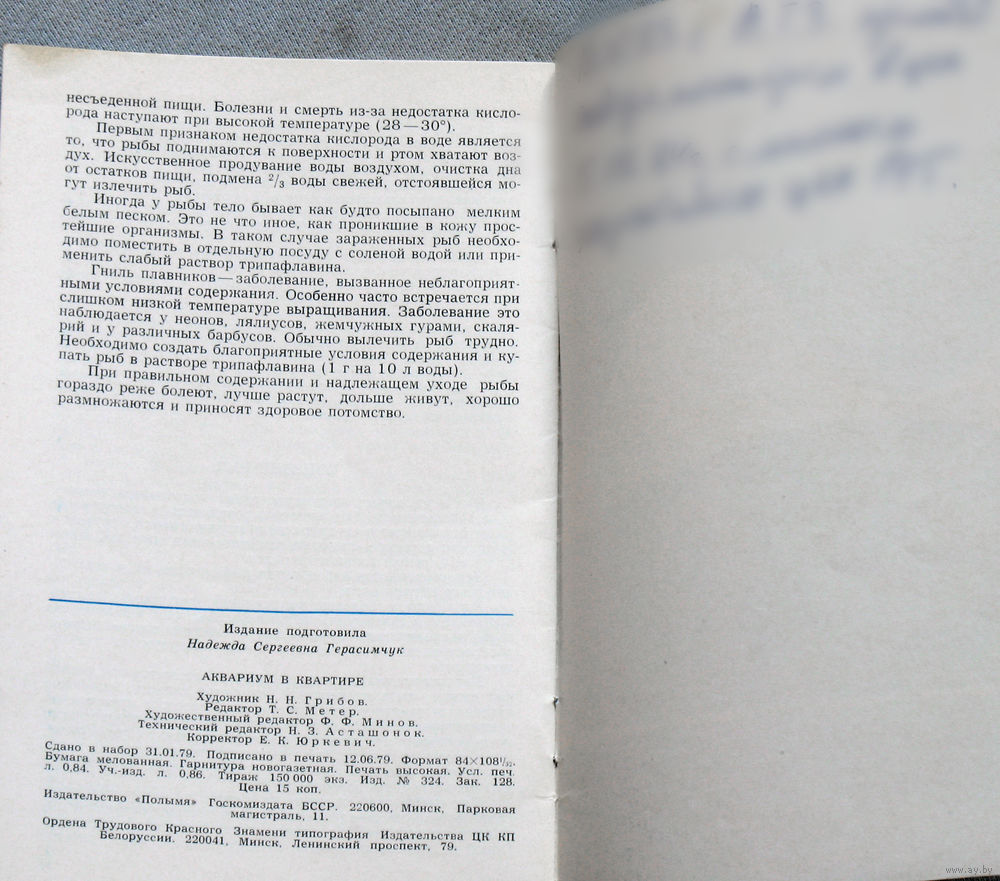 несъеденной пищи. Болезни и смерть из-за недостатка кисло-
рода наступают при высокой температуре (28—30°).
Первым признаком недостатка кислорода в воде является
то, что рыбы поднимаются к поверхности и ртом хватают воз-
дух. Искусственное продувание воды воздухом, очистка дна
от остатков пищи, подмена ²/₃ воды свежей, отстоявшейся мо-
гут излечить рыб.
Иногда у рыбы тело бывает как будто посыпано мелким
белым песком. Это не что иное, как проникшие в кожу прос-
тейшие организмы. В таком случае зараженных рыб необхо-
димо поместить в отдельную посуду с соленой водой или при-
менить слабый раствор трипафлавина.
Гниль плавников—заболевание, вызванное неблагоприят-
ными условиями содержания. Особенно часто встречается при
слишком низкой температуре выращивания. Заболевание это
наблюдается у неонов, лялиусов, жемчужных гурами, скаля-
рий и у различных барбусов. Обычно вылечить рыб трудно.
Необходимо создать благоприятные условия содержания и ку-
пать рыб в растворе трипафлавина (1 г на 10 л воды).
При правильном содержании и надлежащем уходе рыбы
гораздо реже болеют, лучше растут, дольше живут, хорошо
размножаются и приносят здоровое потомство.
Издание подготовила
Надежда Сергеевна Герасимчук
АКВАРИУМ В КВАРТИРЕ
Художник Н. Н. Грибов.
Редактор Т. С. Метер.
Художественный редактор Ф. Ф. Минов.
Технический редактор Н. З. Асташонок.
Корректор Е. К. Юркевич.
Сдано в набор 31.01.79. Подписано в печать 12.06.79. Формат 84×108¹/₃₂.
Бумага мелованная. Гарнитура новогазетная. Печать высокая. Усл. печ.
л. 0,84. Уч.-изд. л. 0,86. Тираж 150 000 экз. Изд. № 324. Зак. 128.
Цена 15 коп.
Издательство «Полымя» Госкомиздата БССР. 220600, Минск, Парковая
магистраль, 11.
Ордена Трудового Красного Знамени типография Издательства ЦК КП
Белоруссии. 220041, Минск, Ленинский проспект, 79.
www.ay.by